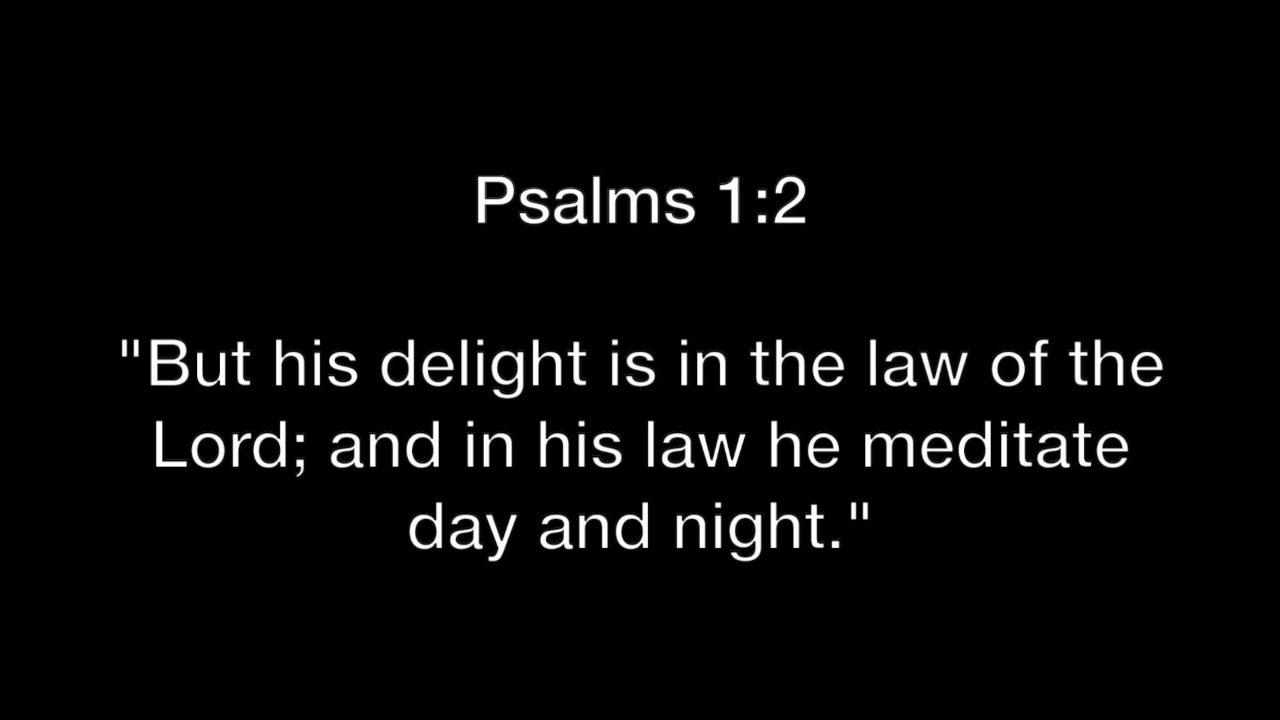 Psalms 1:2
"But his delight is in the law of the
Lord; and in his law he meditate
day and night."